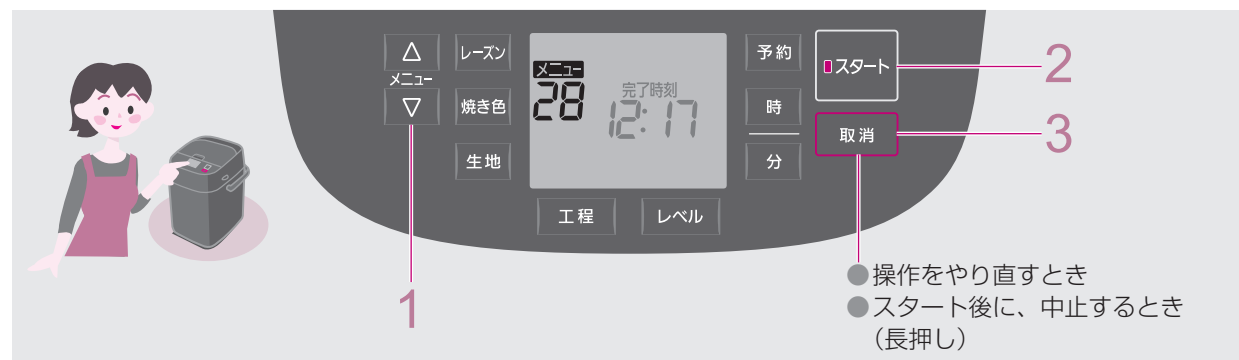 △
メニュー
▽
レーズン
焼き色
生地
メニュー
28
完了時刻
12:17
工程
レベル
予約
時
分
スタート
取消
1
2
3
●操作をやり直すとき
●スタート後に、中止するとき
（長押し）